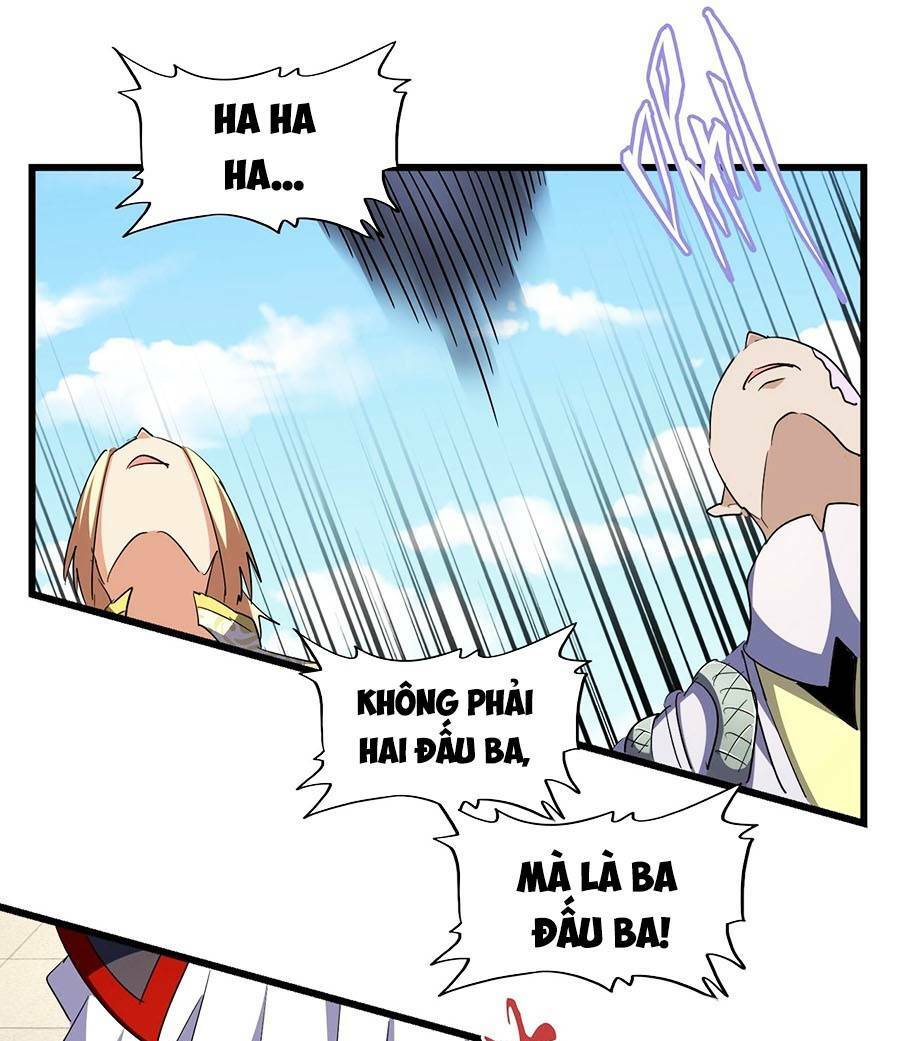 HA HA
HA...
KHÔNG PHẢI
HAI ĐẤU BA,
MÀ LÀ BA
ĐẤU BA!